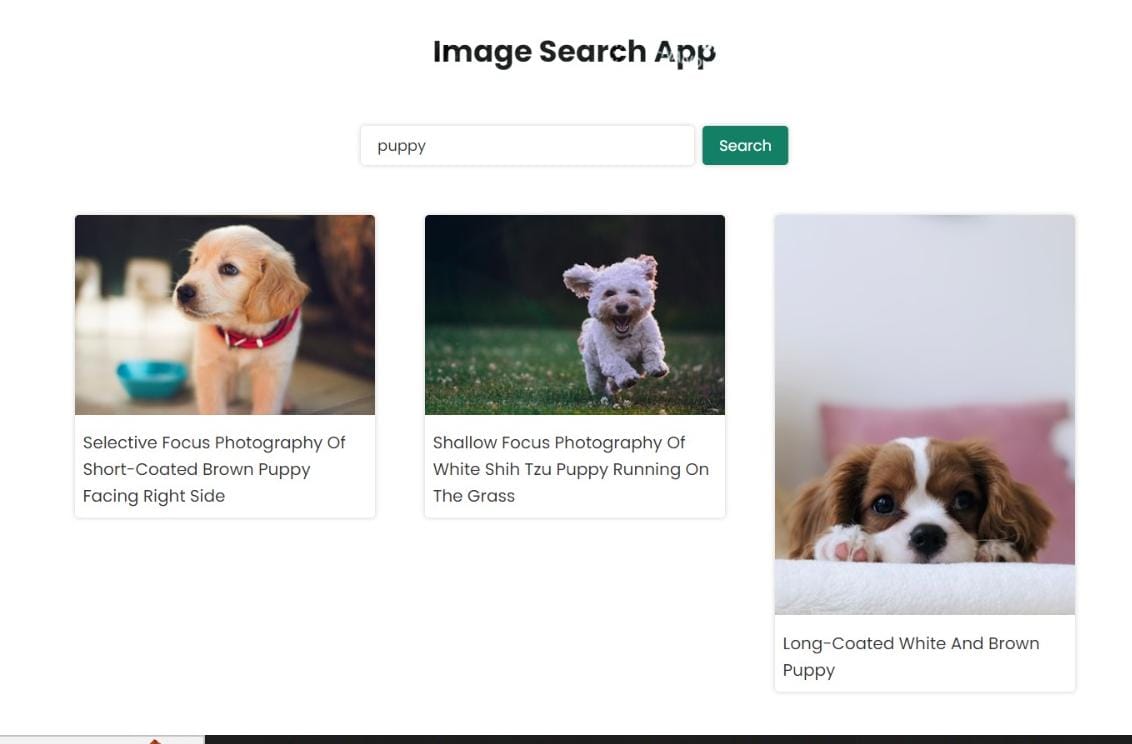 Image Search App
puppy
Search
Selective Focus Photography Of
Short-Coated Brown Puppy
Facing Right Side
Shallow Focus Photography Of
White Shih Tzu Puppy Running On
The Grass
Long-Coated White And Brown
Puppy